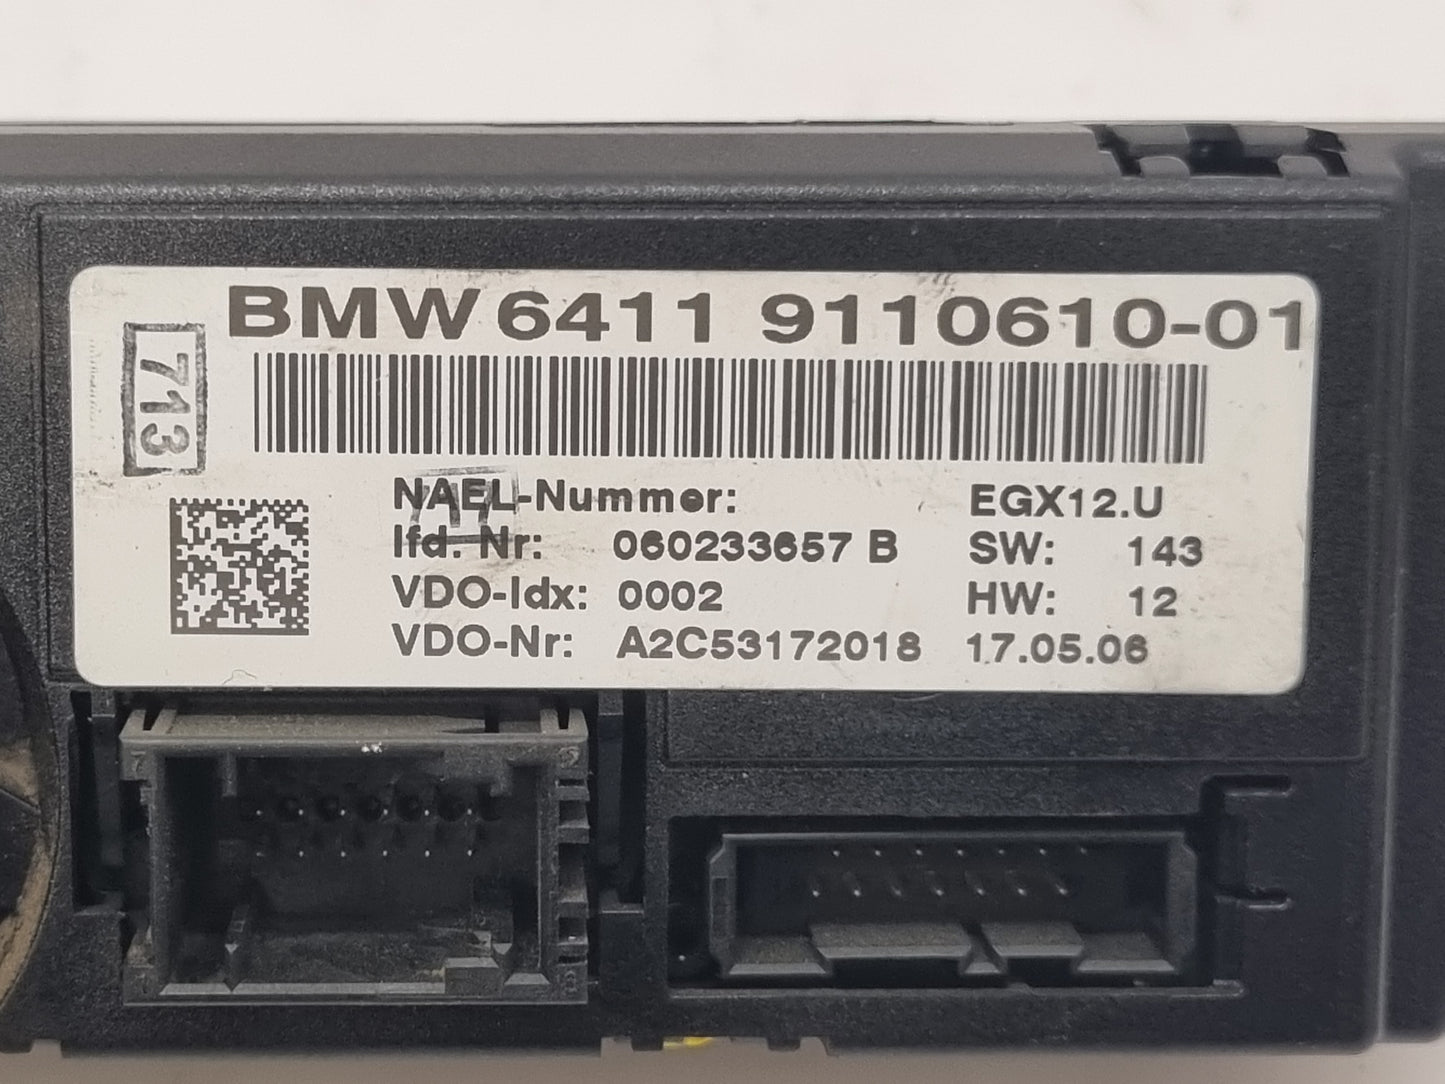 BMW 6411 9110610-01
713
NAEL-Nummer: EGX12.U
lfd. Nr: 060233657 B SW: 143
VDO-Idx: 0002 HW: 12
VDO-Nr: A2C53172018 17.05.06